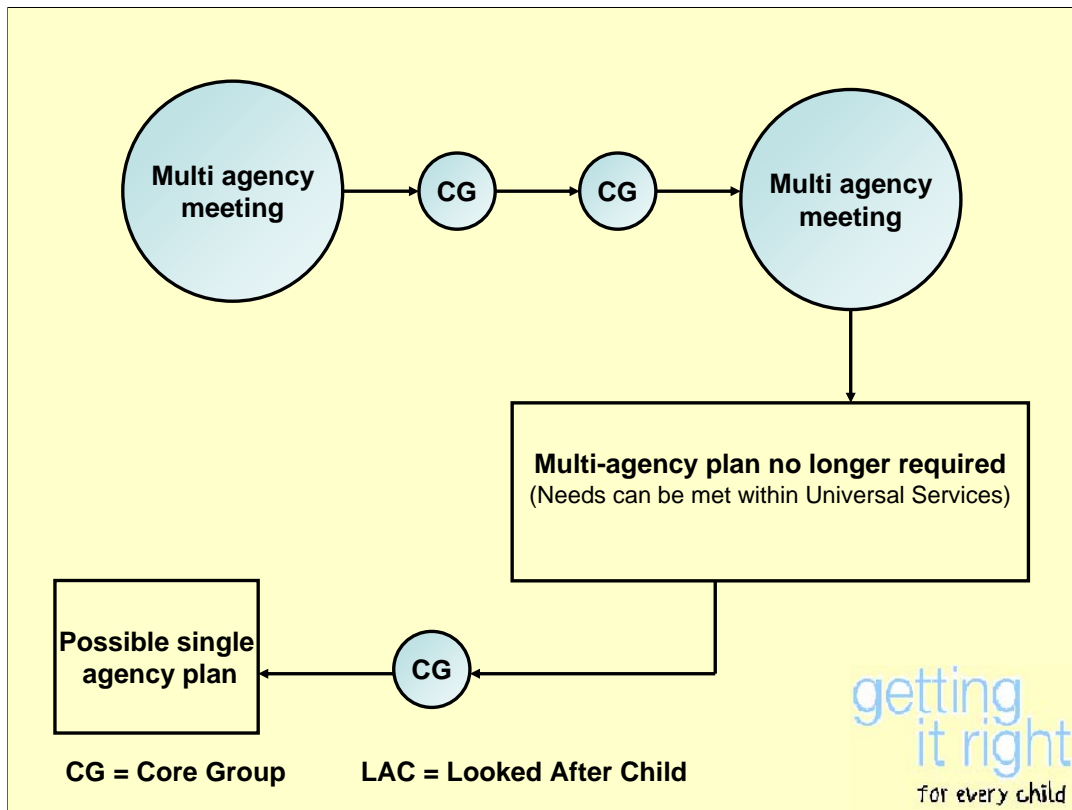 Multi agency
meeting
CG
CG
Multi agency
meeting
Multi-agency plan no longer required
(Needs can be met within Universal Services)
Possible single
agency plan
CG
CG = Core Group
LAC = Looked After Child
getting
it right
for every child